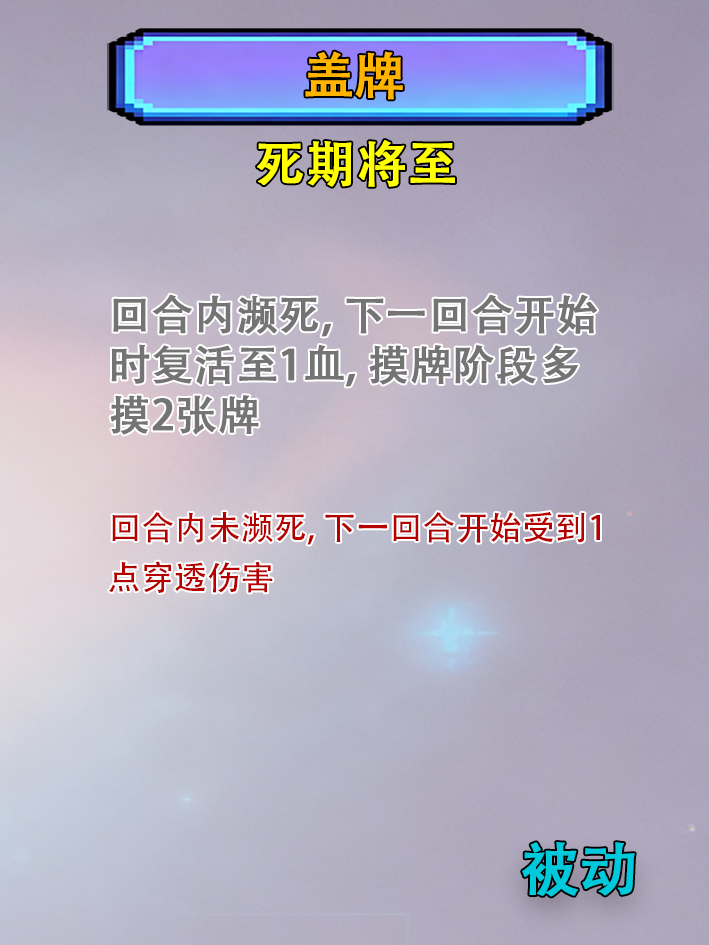 盖牌
死期将至
回合内濒死, 下一回合开始
时复活至1血, 摸牌阶段多
摸2张牌
回合内未濒死, 下一回合开始受到1
点穿透伤害
被动